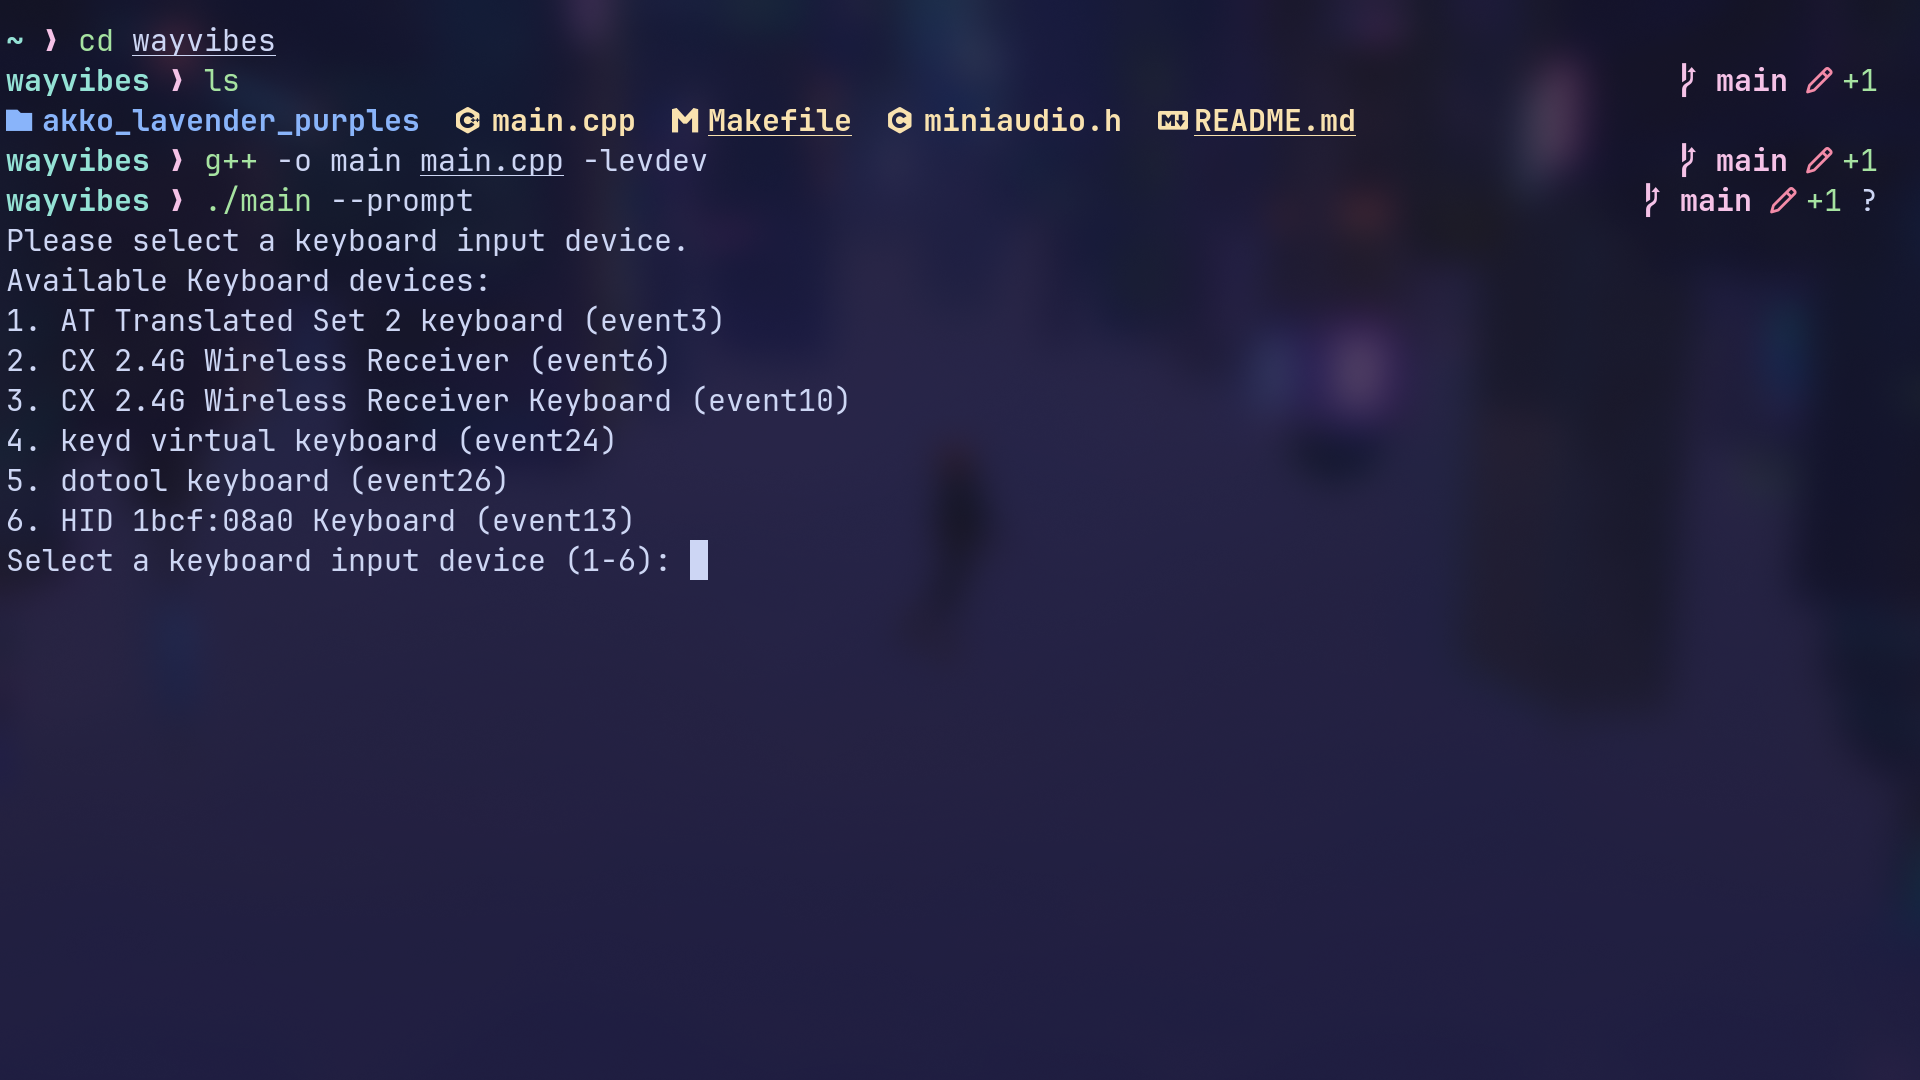 ~ ❱ cd wayvibes
wayvibes ❱ ls main +1
akko_lavender_purples main.cpp Makefile miniaudio.h README.md
wayvibes ❱ g++ -o main main.cpp -levdev main +1
wayvibes ❱ ./main --prompt main +1 ?
Please select a keyboard input device.
Available Keyboard devices:
1. AT Translated Set 2 keyboard (event3)
2. CX 2.4G Wireless Receiver (event6)
3. CX 2.4G Wireless Receiver Keyboard (event10)
4. keyd virtual keyboard (event24)
5. dotool keyboard (event26)
6. HID 1bcf:08a0 Keyboard (event13)
Select a keyboard input device (1-6):